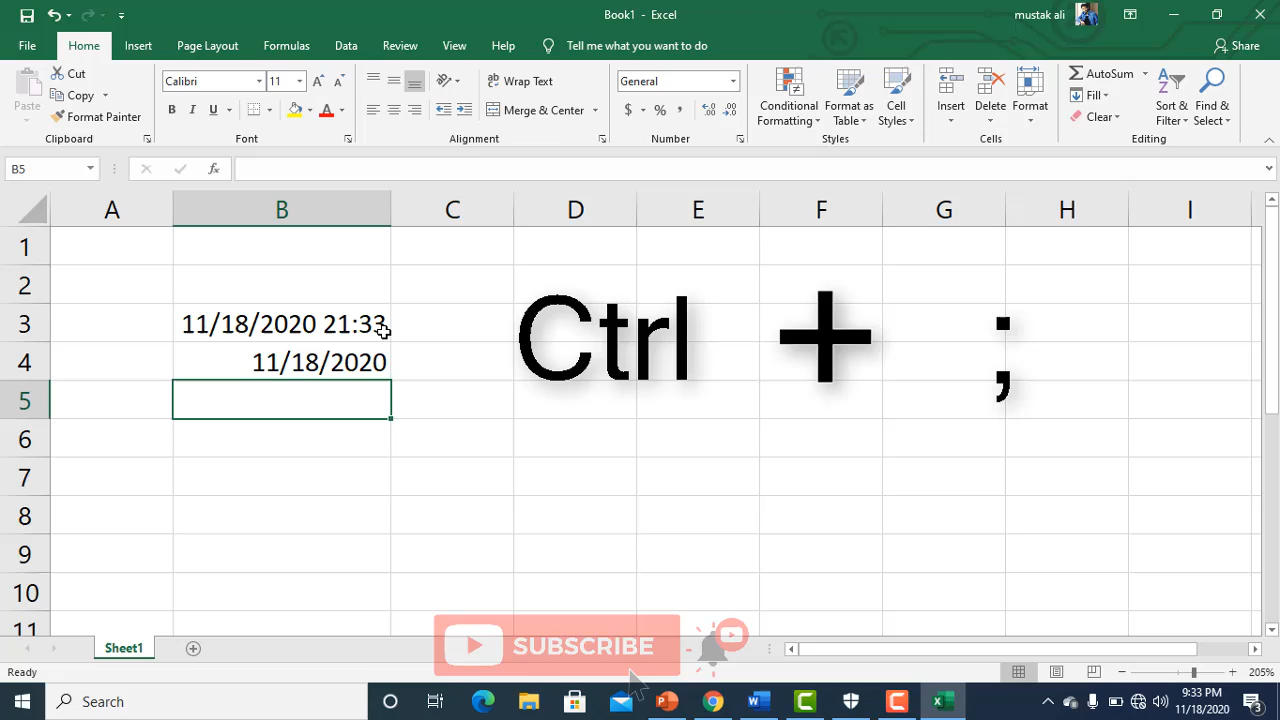 Book1 - Excel
mustak ali
File Home Insert Page Layout Formulas Data Review View Help Tell me what you want to do Share
Paste
Cut
Copy
Format Painter
Clipboard
Calibri 11
B I U A
Font
Wrap Text
Merge & Center
Alignment
General
$ % ,
Number
Conditional Formatting
Format as Table
Cell Styles
Styles
Insert Delete Format
Cells
AutoSum
Fill
Clear
Sort & Filter
Find & Select
Editing
B5 fx
A B C D E F G H I
1
2
3 11/18/2020 21:33
4 11/18/2020
5
6
7
8
9
10
11
Ctrl + ;
SUBSCRIBE
Sheet1
Ready 205%
Search
9:33 PM
11/18/2020
3